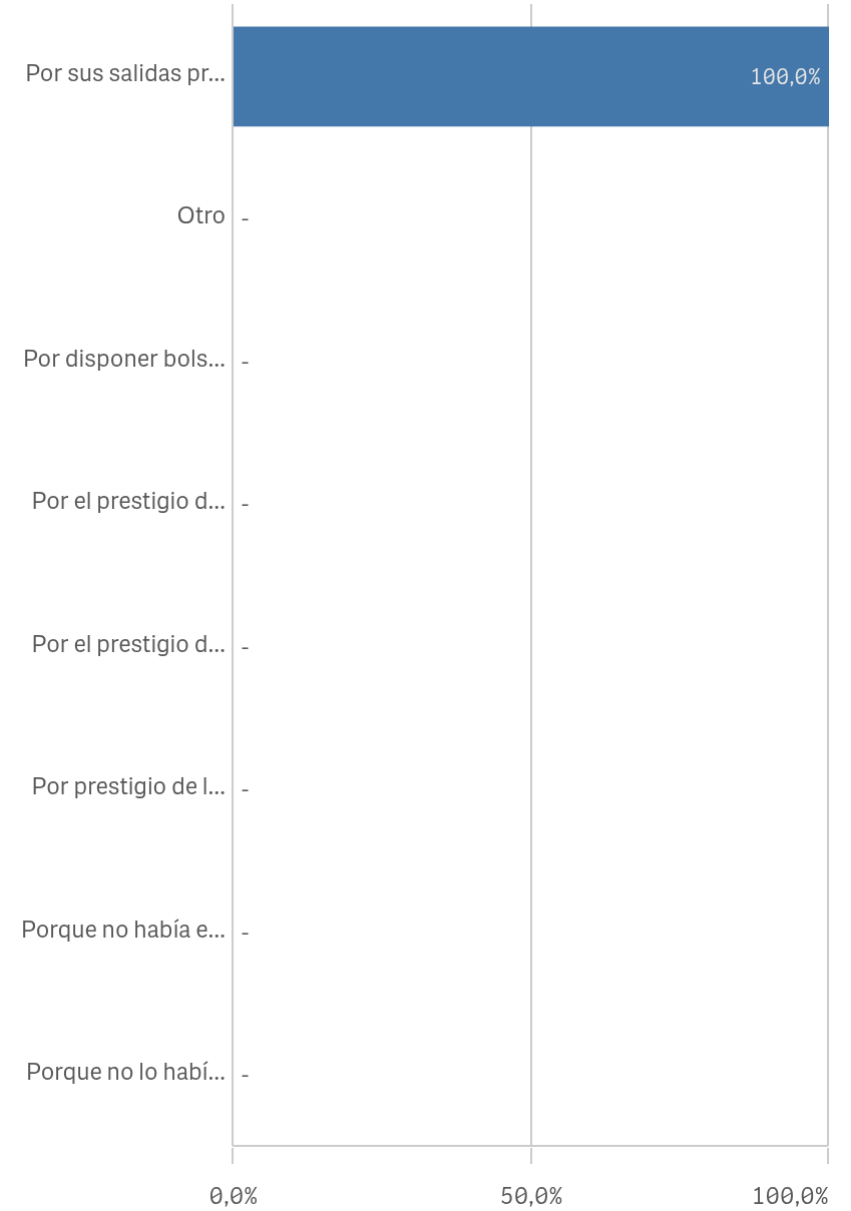 Por sus salidas pr...
100,0%
Otro -
Por disponer bols... -
Por el prestigio d... -
Por el prestigio d... -
Por prestigio de l... -
Porque no había e... -
Porque no lo habí... -
0,0% 50,0% 100,0%